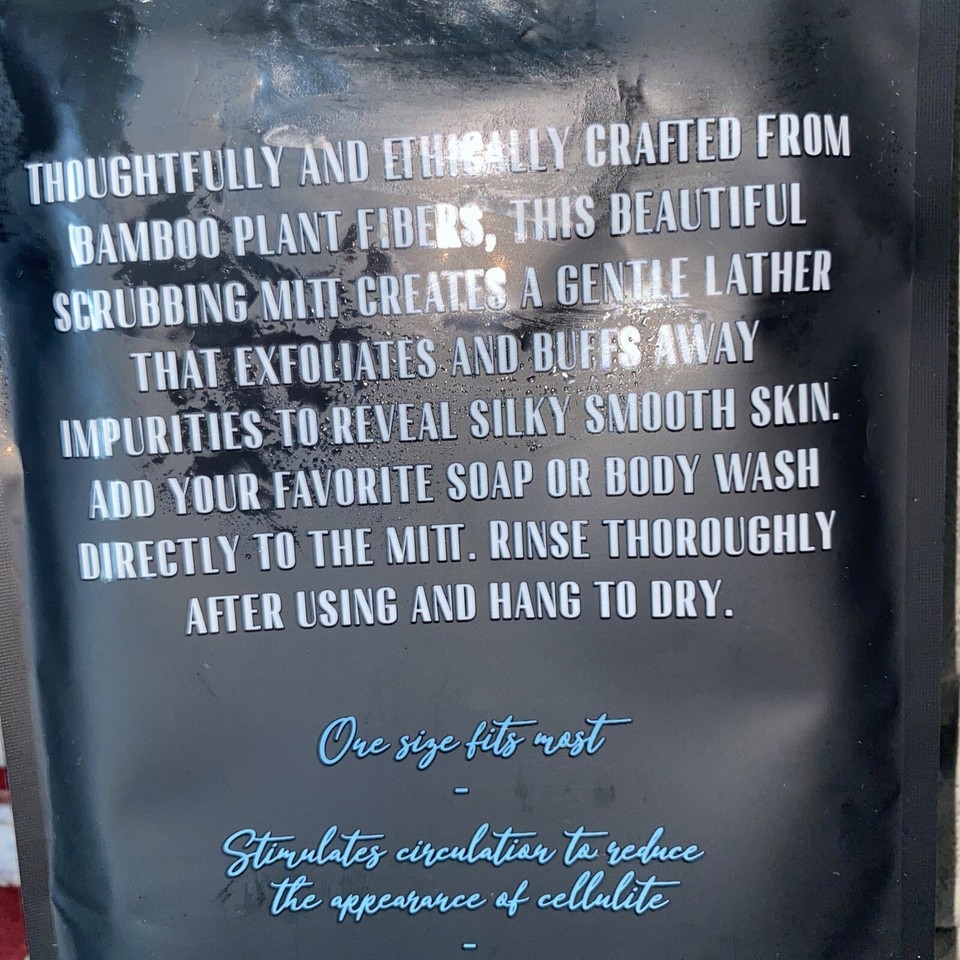 THOUGHTFULLY AND ETHICALLY CRAFTED FROM
BAMBOO PLANT FIBERS, THIS BEAUTIFUL
SCRUBBING MITT CREATES A GENTLE LATHER
THAT EXFOLIATES AND BUFFS AWAY
IMPURITIES TO REVEAL SILKY SMOOTH SKIN.
ADD YOUR FAVORITE SOAP OR BODY WASH
DIRECTLY TO THE MITT. RINSE THOROUGHLY
AFTER USING AND HANG TO DRY.
One size fits most
-
Stimulates circulation to reduce
the appearance of cellulite
-